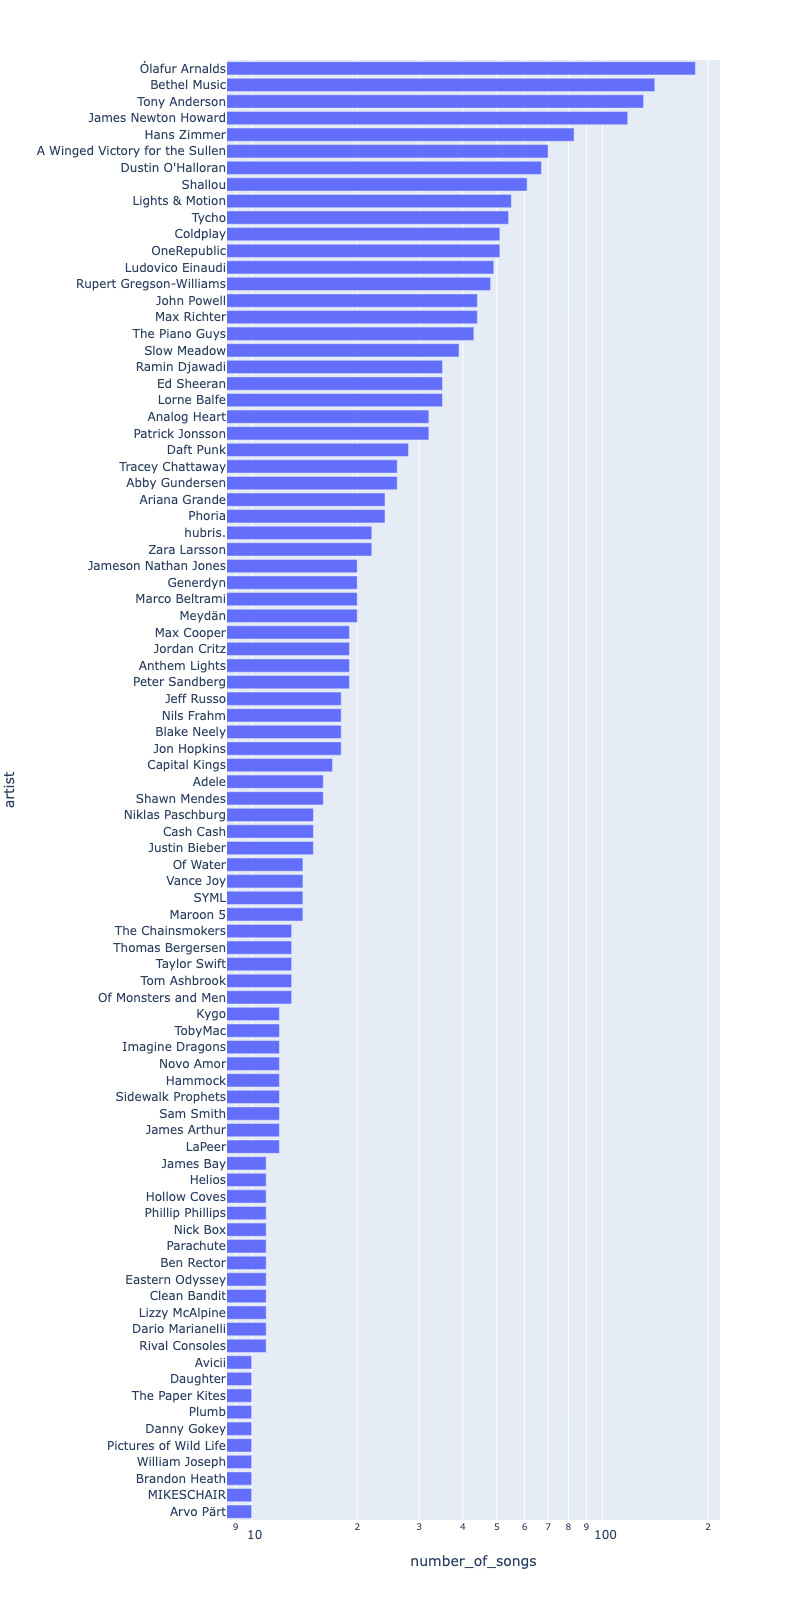 Ólafur Arnalds
Bethel Music
Tony Anderson
James Newton Howard
Hans Zimmer
A Winged Victory for the Sullen
Dustin O'Halloran
Shallou
Lights & Motion
Tycho
Coldplay
OneRepublic
Ludovico Einaudi
Rupert Gregson-Williams
John Powell
Max Richter
The Piano Guys
Slow Meadow
Ramin Djawadi
Ed Sheeran
Lorne Balfe
Analog Heart
Patrick Jonsson
Daft Punk
Tracey Chattaway
Abby Gundersen
Ariana Grande
Phoria
hubris.
Zara Larsson
Jameson Nathan Jones
Generdyn
Marco Beltrami
Meydän
Max Cooper
Jordan Critz
Anthem Lights
Peter Sandberg
Jeff Russo
Nils Frahm
Blake Neely
Jon Hopkins
Capital Kings
Adele
Shawn Mendes
Niklas Paschburg
Cash Cash
Justin Bieber
Of Water
Vance Joy
SYML
Maroon 5
The Chainsmokers
Thomas Bergersen
Taylor Swift
Tom Ashbrook
Of Monsters and Men
Kygo
TobyMac
Imagine Dragons
Novo Amor
Hammock
Sidewalk Prophets
Sam Smith
James Arthur
LaPeer
James Bay
Helios
Hollow Coves
Phillip Phillips
Nick Box
Parachute
Ben Rector
Eastern Odyssey
Clean Bandit
Lizzy McAlpine
Dario Marianelli
Rival Consoles
Avicii
Daughter
The Paper Kites
Plumb
Danny Gokey
Pictures of Wild Life
William Joseph
Brandon Heath
MIKESCHAIR
Arvo Pärt
artist
9 10 2 3 4 5 6 7 8 9 100 2
number_of_songs